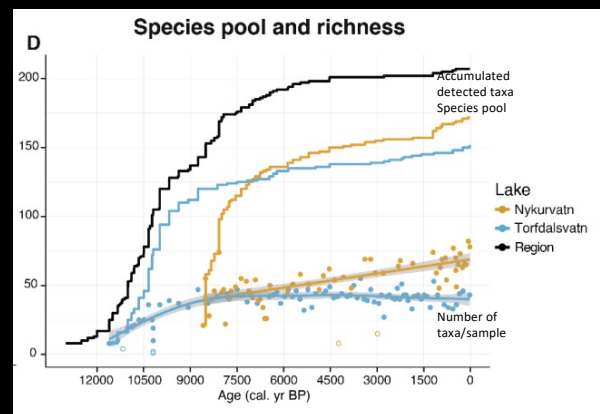 Species pool and richness
D
200
150
100
50
0
Accumulated
detected taxa
Species pool
Lake
Nykurvatn
Torfdalsvatn
Region
Number of
taxa/sample
12000 10500 9000 7500 6000 4500 3000 1500 0
Age (cal. yr BP)